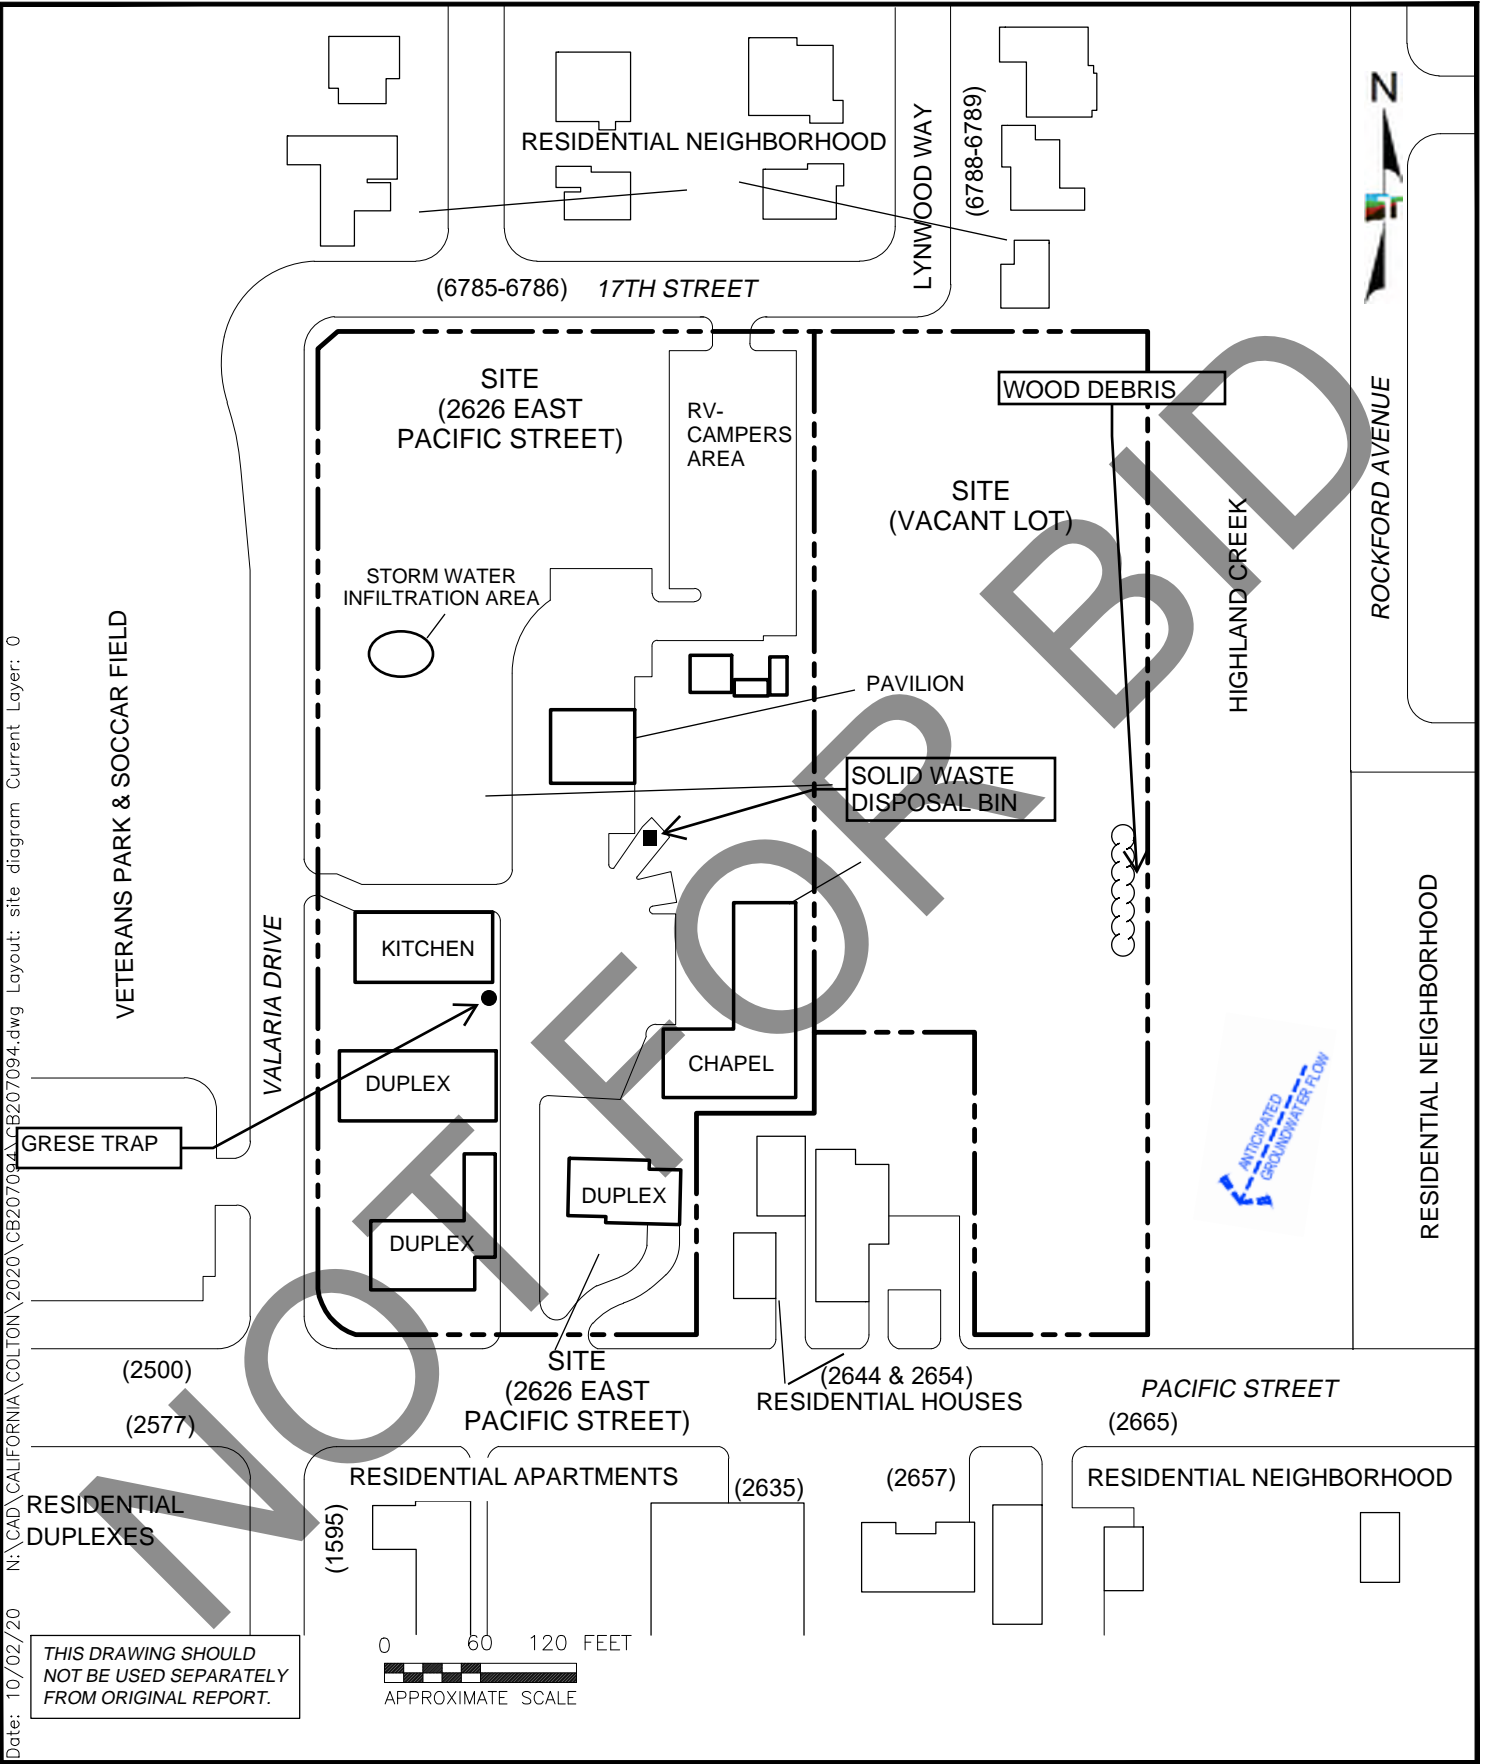 RESIDENTIAL NEIGHBORHOOD
LYNWOOD WAY
(6788-6789)
N
(6785-6786) 17TH STREET
SITE
(2626 EAST
PACIFIC STREET)
RV-
CAMPERS
AREA
WOOD DEBRIS
SITE
(VACANT LOT)
ROCKFORD AVENUE
HIGHLAND CREEK
STORM WATER
INFILTRATION AREA
VETERANS PARK & SOCCAR FIELD
PAVILION
SOLID WASTE
DISPOSAL BIN
VALARIA DRIVE
KITCHEN
DUPLEX
CHAPEL
GRESE TRAP
DUPLEX
DUPLEX
ANTICIPATED
GROUNDWATER FLOW
RESIDENTIAL NEIGHBORHOOD
SITE
(2626 EAST
PACIFIC STREET)
(2644 & 2654)
RESIDENTIAL HOUSES
PACIFIC STREET
(2665)
(2500)
(2577)
RESIDENTIAL APARTMENTS
(2635)
(2657)
RESIDENTIAL NEIGHBORHOOD
RESIDENTIAL
DUPLEXES
(1595)
THIS DRAWING SHOULD
NOT BE USED SEPARATELY
FROM ORIGINAL REPORT.
0 60 120 FEET
APPROXIMATE SCALE
Date: 10/02/20 N:\CAD\CALIFORNIA\COLTON\2020\CB207094\CB207094.dwg Layout: site diagram Current Layer: 0
NOT FOR BID